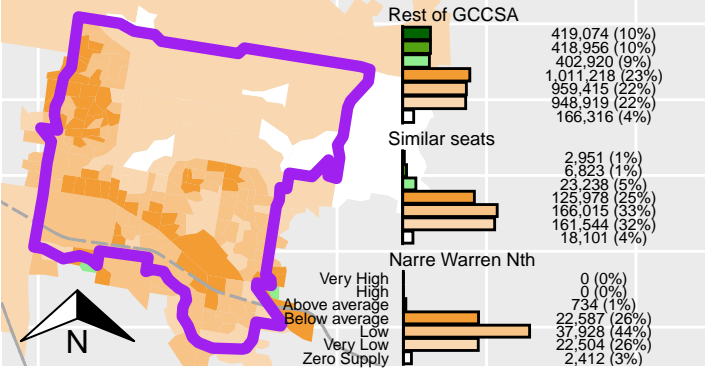 Rest of GCCSA
419,074 (10%)
418,956 (10%)
402,920 (9%)
1,011,218 (23%)
959,415 (22%)
948,919 (22%)
166,316 (4%)
Similar seats
2,951 (1%)
6,823 (1%)
23,238 (5%)
125,978 (25%)
166,015 (33%)
161,544 (32%)
18,101 (4%)
Narre Warren Nth
Very High 0 (0%)
High 0 (0%)
Above average 734 (1%)
Below average 22,587 (26%)
Low 37,928 (44%)
Very Low 22,504 (26%)
Zero Supply 2,412 (3%)
N